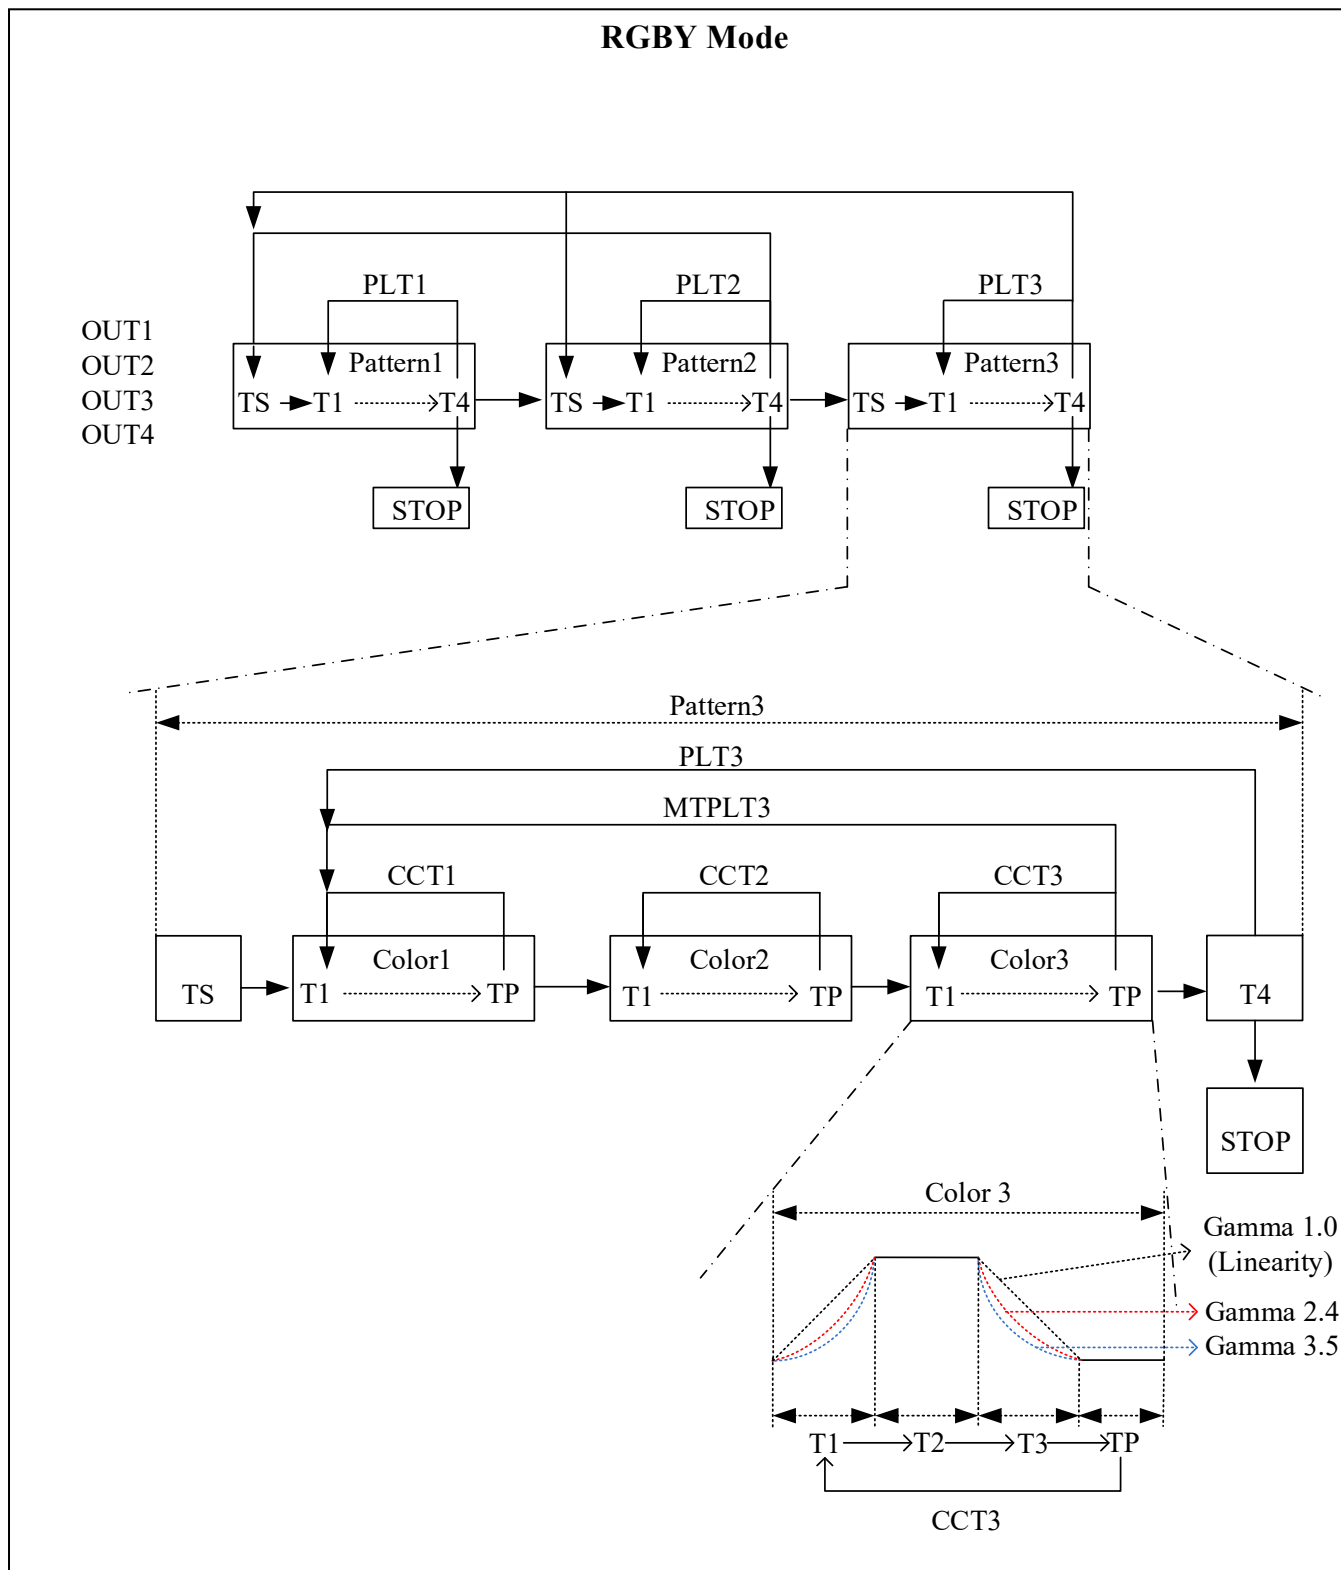 RGBY Mode
PLT1
PLT2
PLT3
OUT1
OUT2
OUT3
OUT4
Pattern1
TS T1 T4
Pattern2
TS T1 T4
Pattern3
TS T1 T4
STOP
STOP
STOP
Pattern3
PLT3
MTPLT3
CCT1
CCT2
CCT3
TS
Color1
T1 TP
Color2
T1 TP
Color3
T1 TP
T4
STOP
Color 3
Gamma 1.0
(Linearity)
Gamma 2.4
Gamma 3.5
T1 T2 T3 TP
CCT3